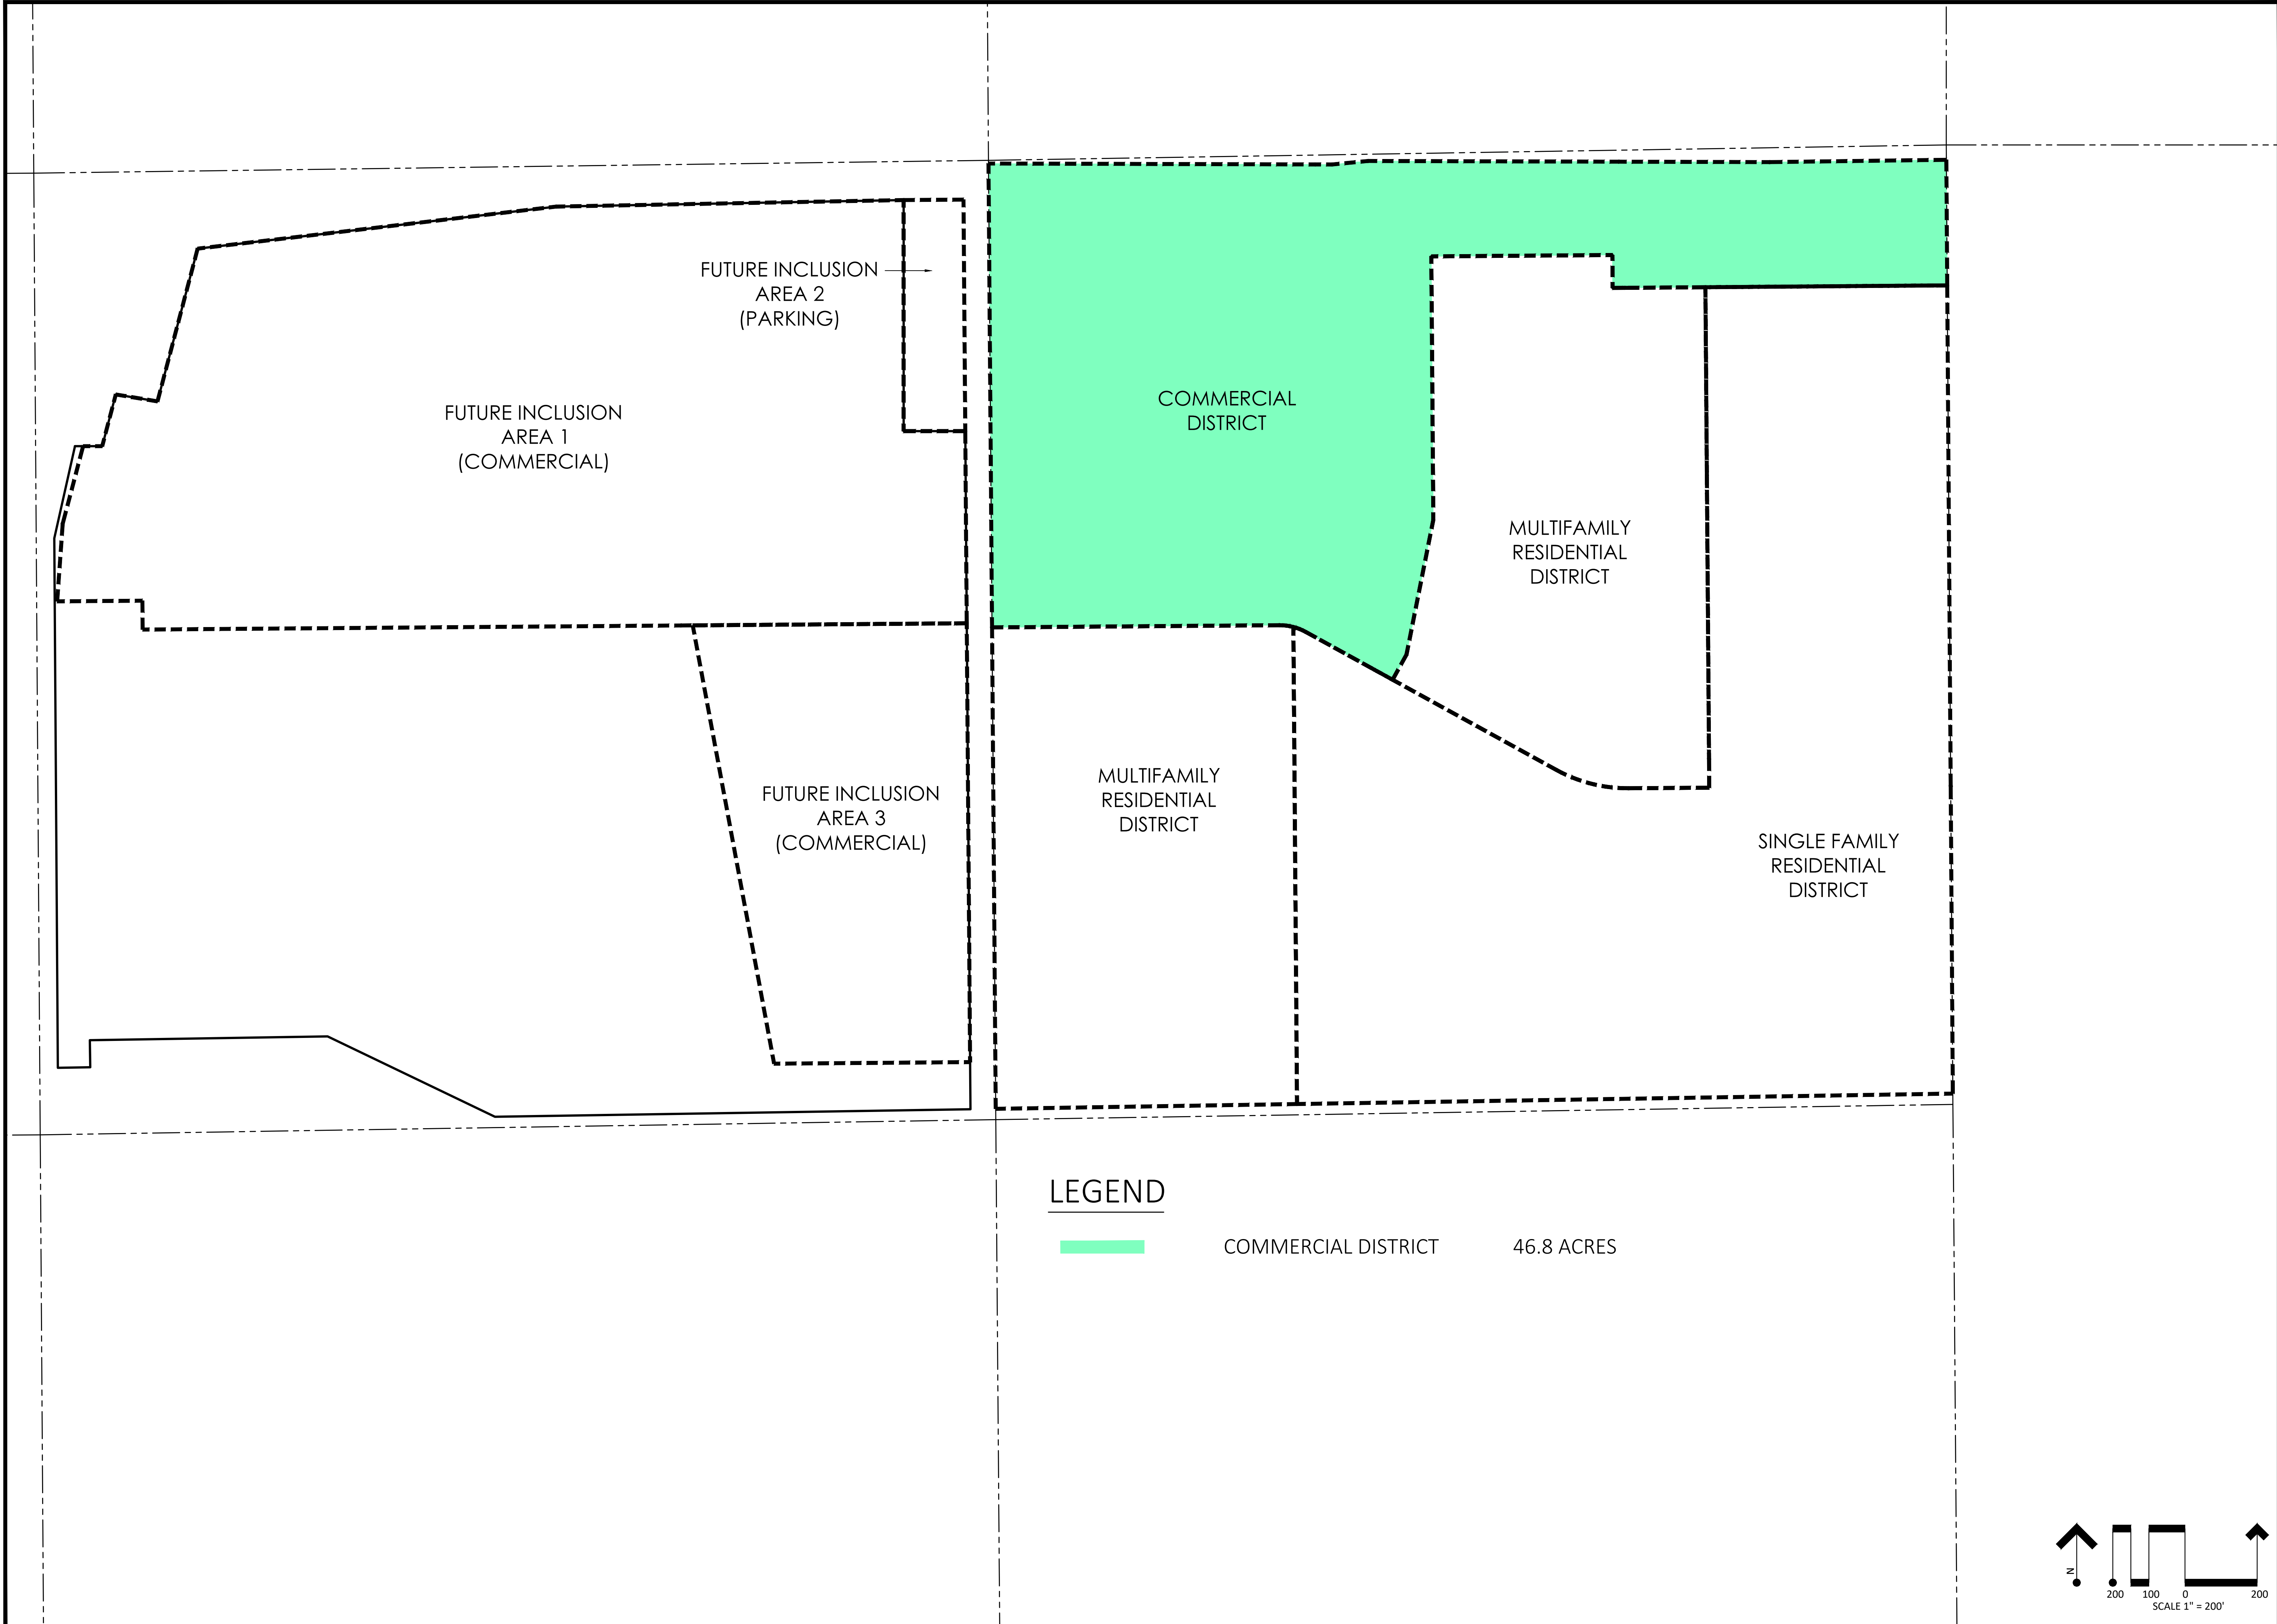 FUTURE INCLUSION
AREA 2
(PARKING)
FUTURE INCLUSION
AREA 1
(COMMERCIAL)
COMMERCIAL
DISTRICT
MULTIFAMILY
RESIDENTIAL
DISTRICT
FUTURE INCLUSION
AREA 3
(COMMERCIAL)
MULTIFAMILY
RESIDENTIAL
DISTRICT
SINGLE FAMILY
RESIDENTIAL
DISTRICT
LEGEND
COMMERCIAL DISTRICT 46.8 ACRES
N
200 100 0 200
SCALE 1" = 200'